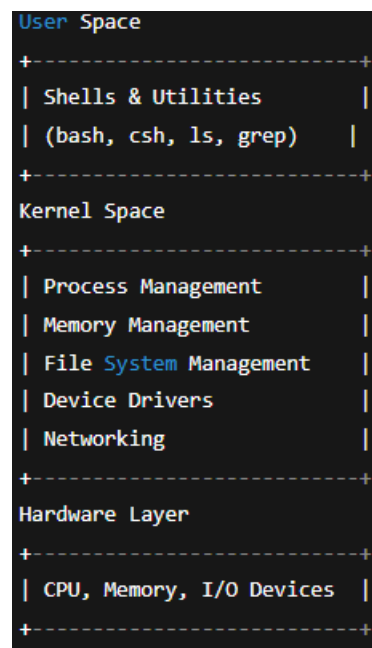 User Space
+---------------------------+
| Shells & Utilities        |
| (bash, csh, ls, grep)    |
+---------------------------+
Kernel Space
+---------------------------+
| Process Management        |
| Memory Management         |
| File System Management    |
| Device Drivers            |
| Networking                |
+---------------------------+
Hardware Layer
+---------------------------+
| CPU, Memory, I/O Devices  |
+---------------------------+